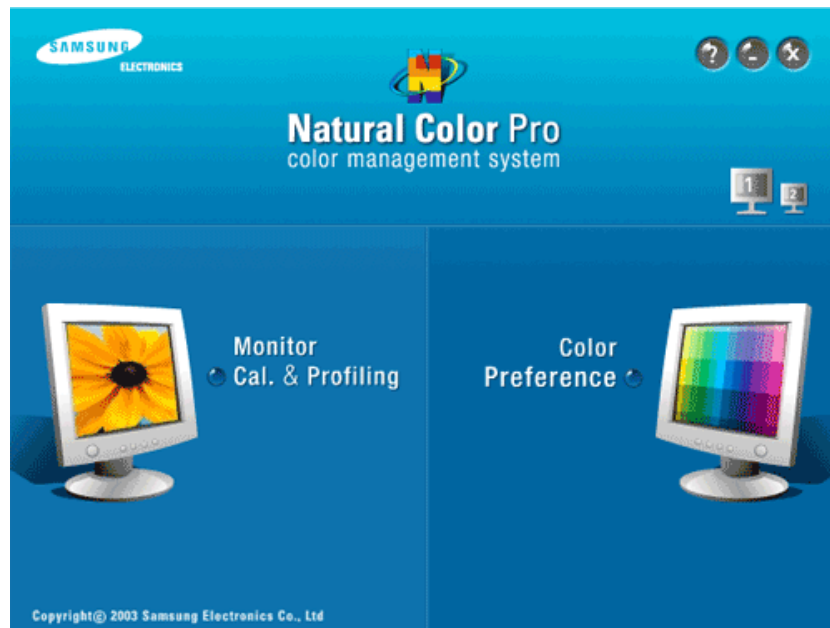 SAMSUNG
ELECTRONICS
N
Natural Color Pro
color management system
?
-
x
1
2
Monitor
Cal. & Profiling
Color
Preference
Copyright© 2003 Samsung Electronics Co., Ltd